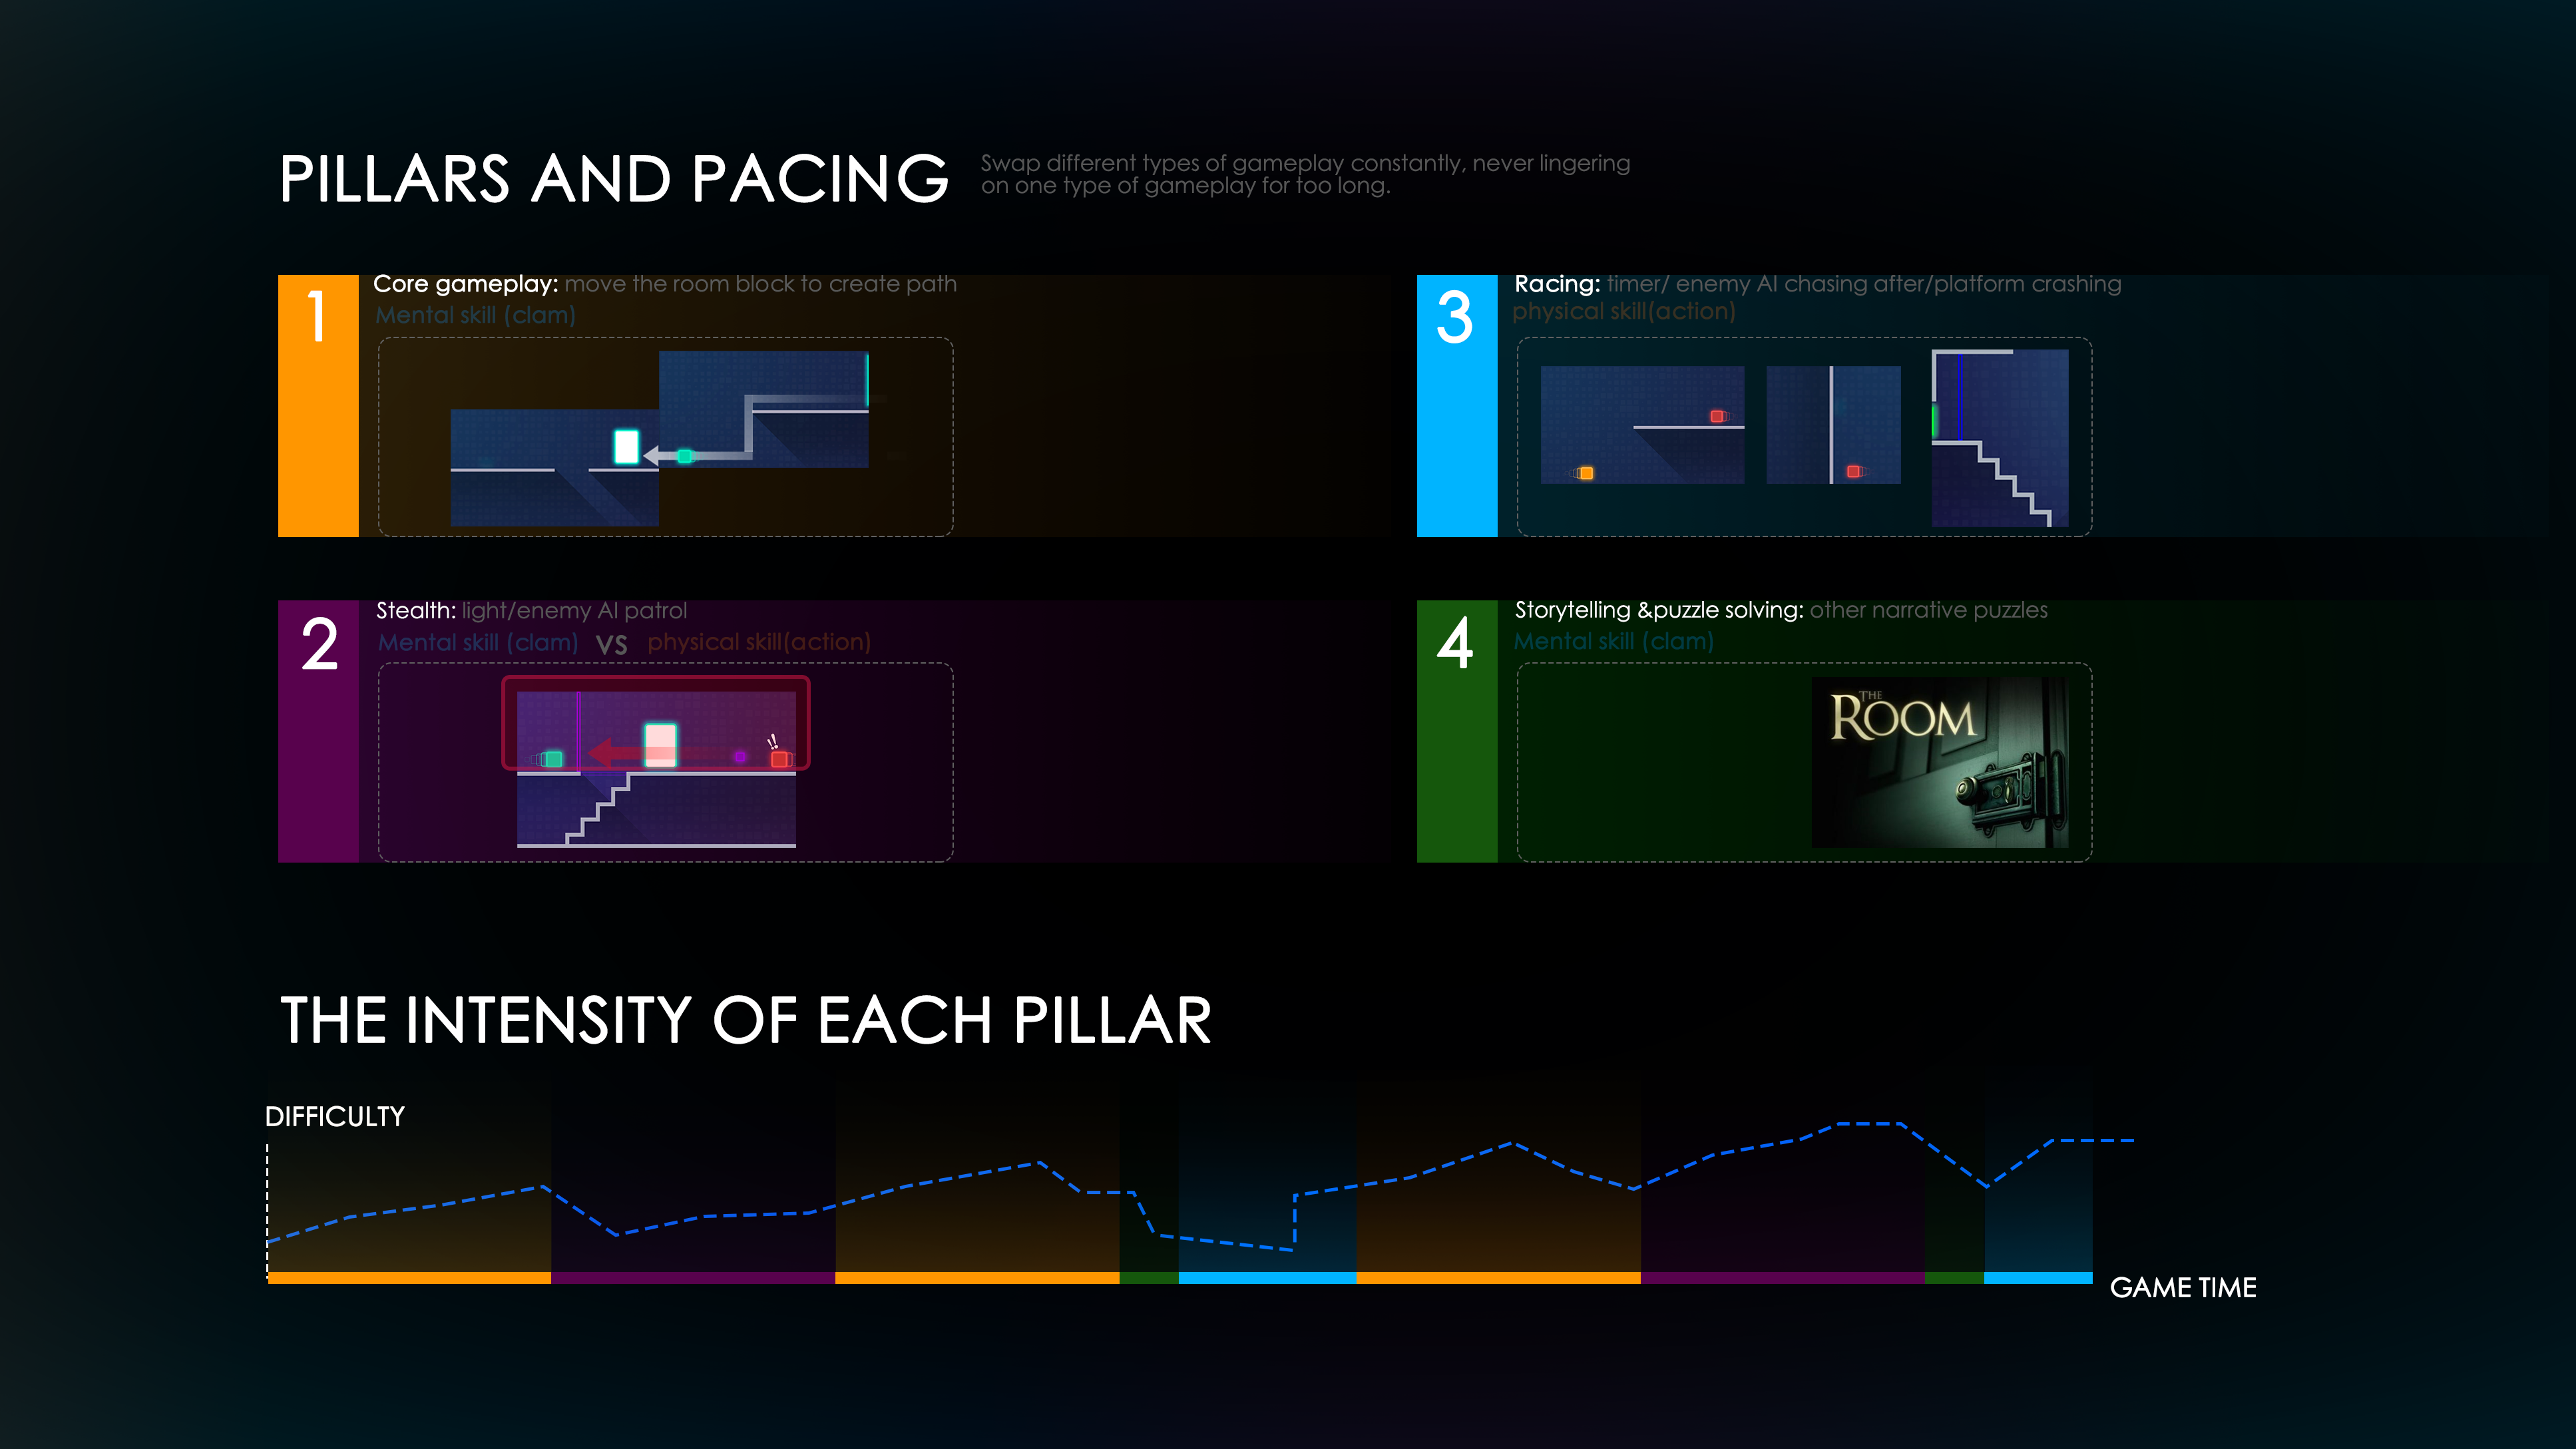 PILLARS AND PACING
Swap different types of gameplay constantly, never lingering
on one type of gameplay for too long.
1
Core gameplay: move the room block to create path
Mental skill (clam)
3
Racing: timer/ enemy AI chasing after/platform crashing
physical skill(action)
2
Stealth: light/enemy AI patrol
Mental skill (clam) VS physical skill(action)
!!
4
Storytelling &puzzle solving: other narrative puzzles
Mental skill (clam)
THE
ROOM
THE INTENSITY OF EACH PILLAR
DIFFICULTY
GAME TIME